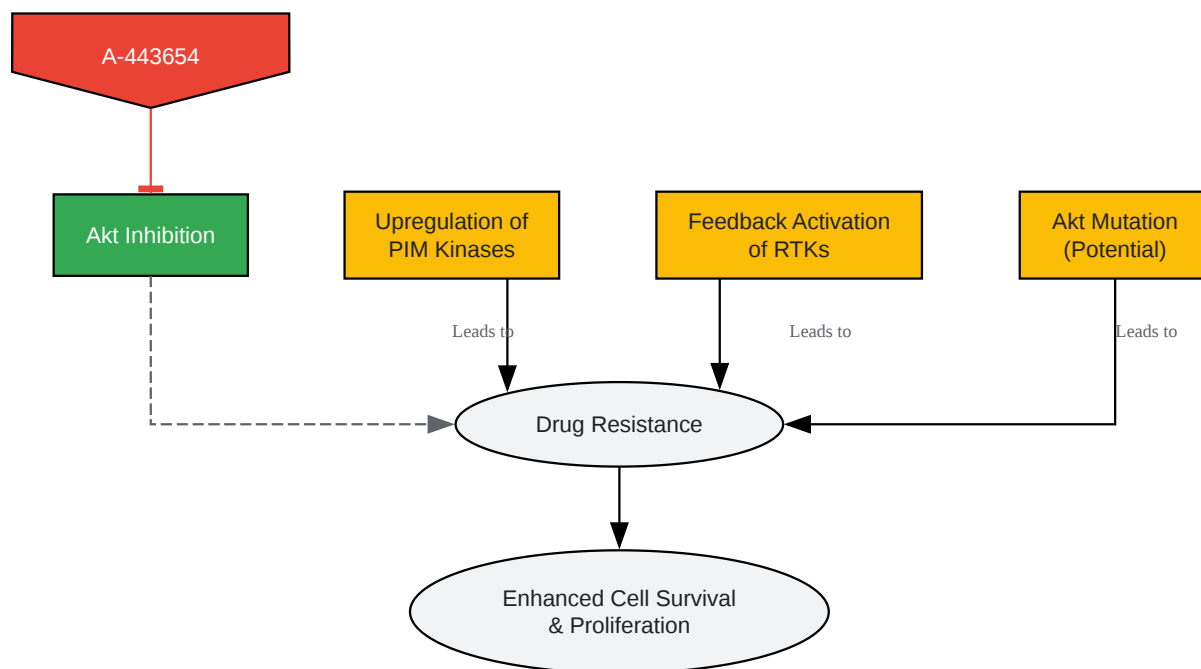 A-443654
Akt Inhibition
Upregulation of
PIM Kinases
Feedback Activation
of RTKs
Akt Mutation
(Potential)
Leads to
Leads to
Leads to
Drug Resistance
Enhanced Cell Survival
& Proliferation